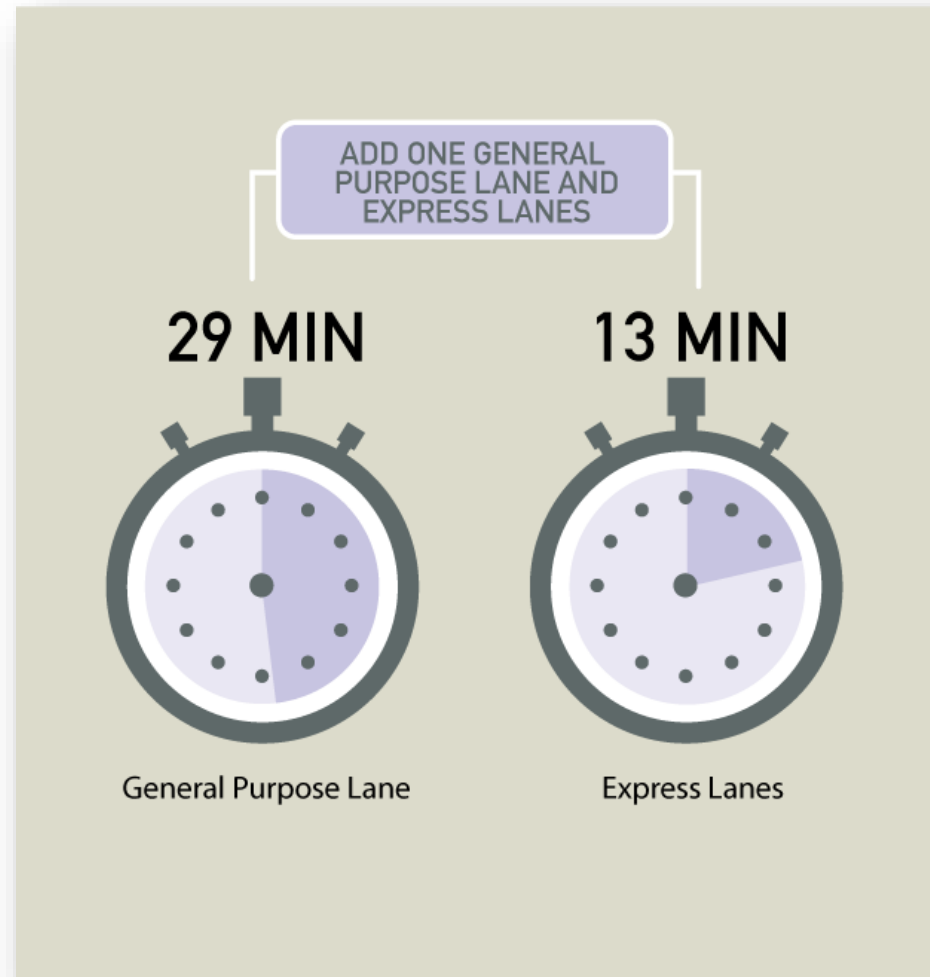 ADD ONE GENERAL
PURPOSE LANE AND
EXPRESS LANES
29 MIN
13 MIN
General Purpose Lane
Express Lanes